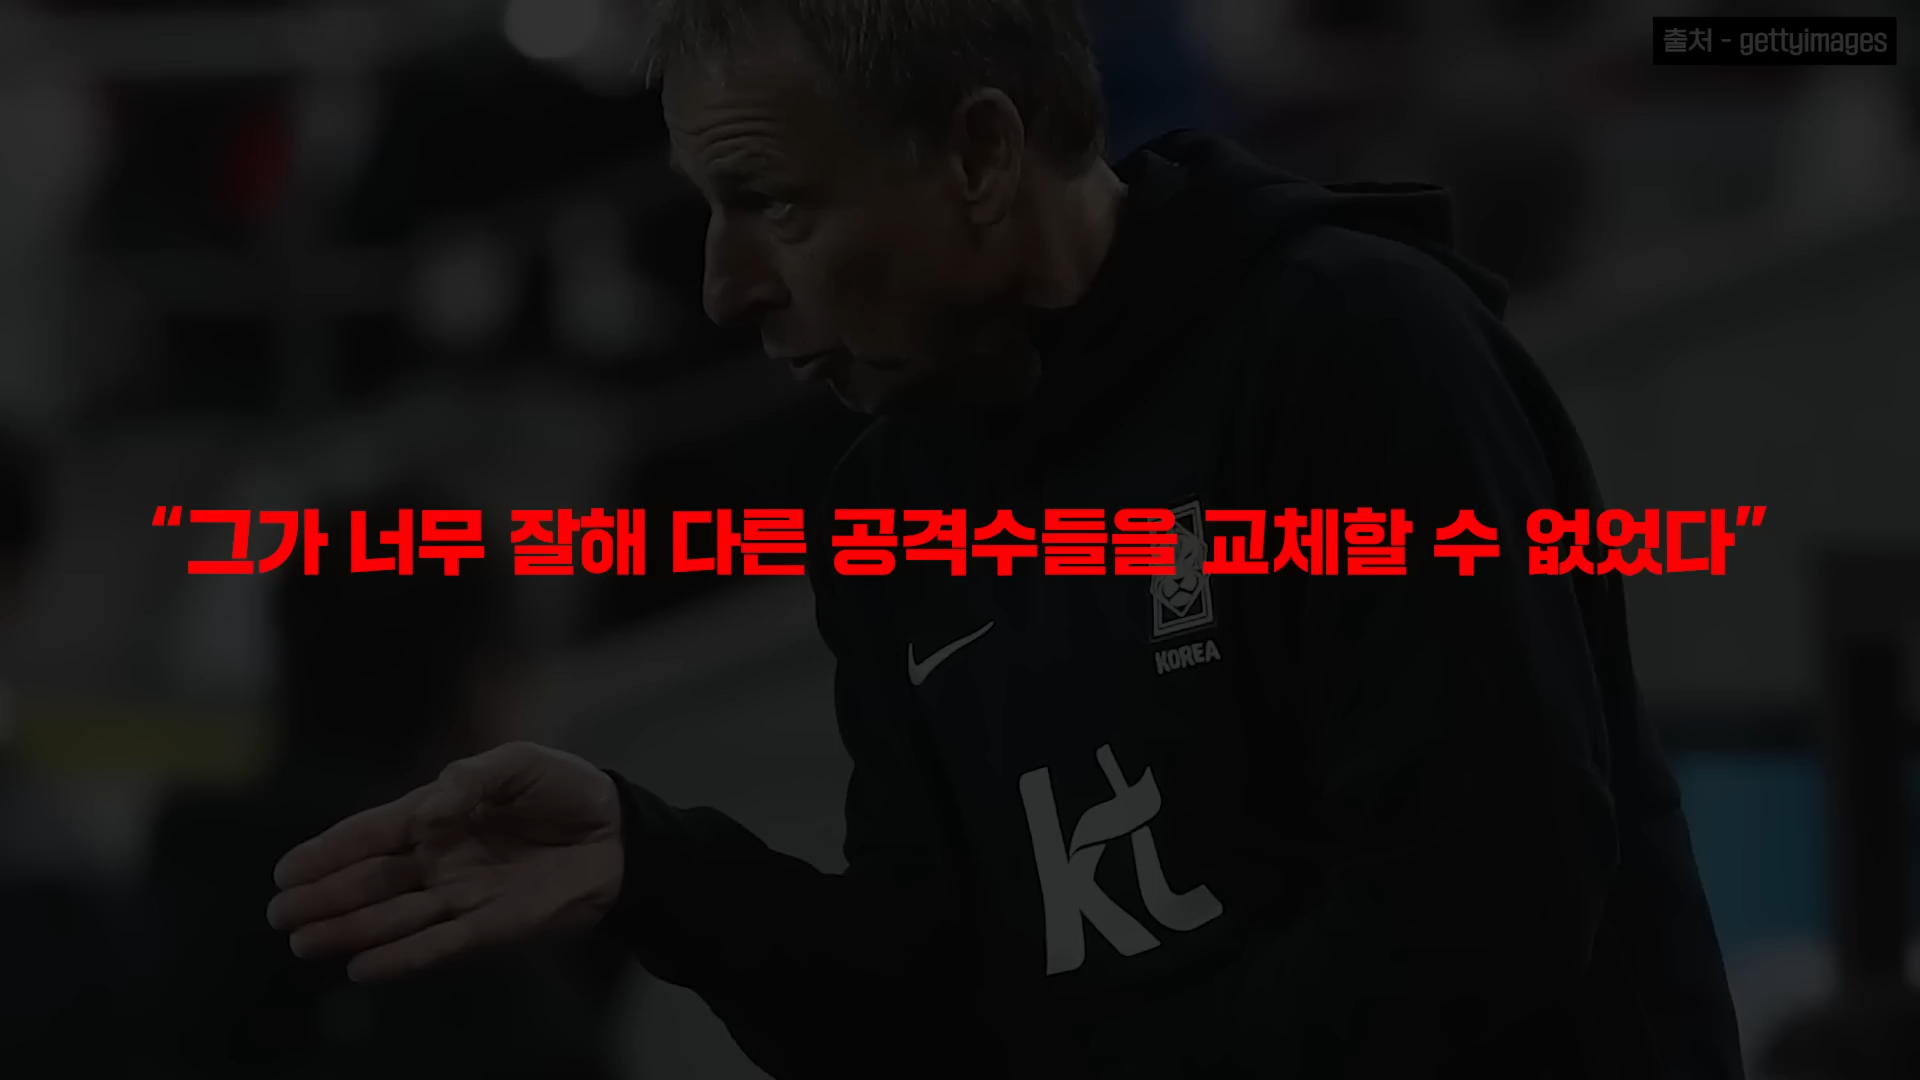 출처 - gettyimages
“그가 너무 잘해 다른 공격수들을 교체할 수 없었다”
KOREA
kt